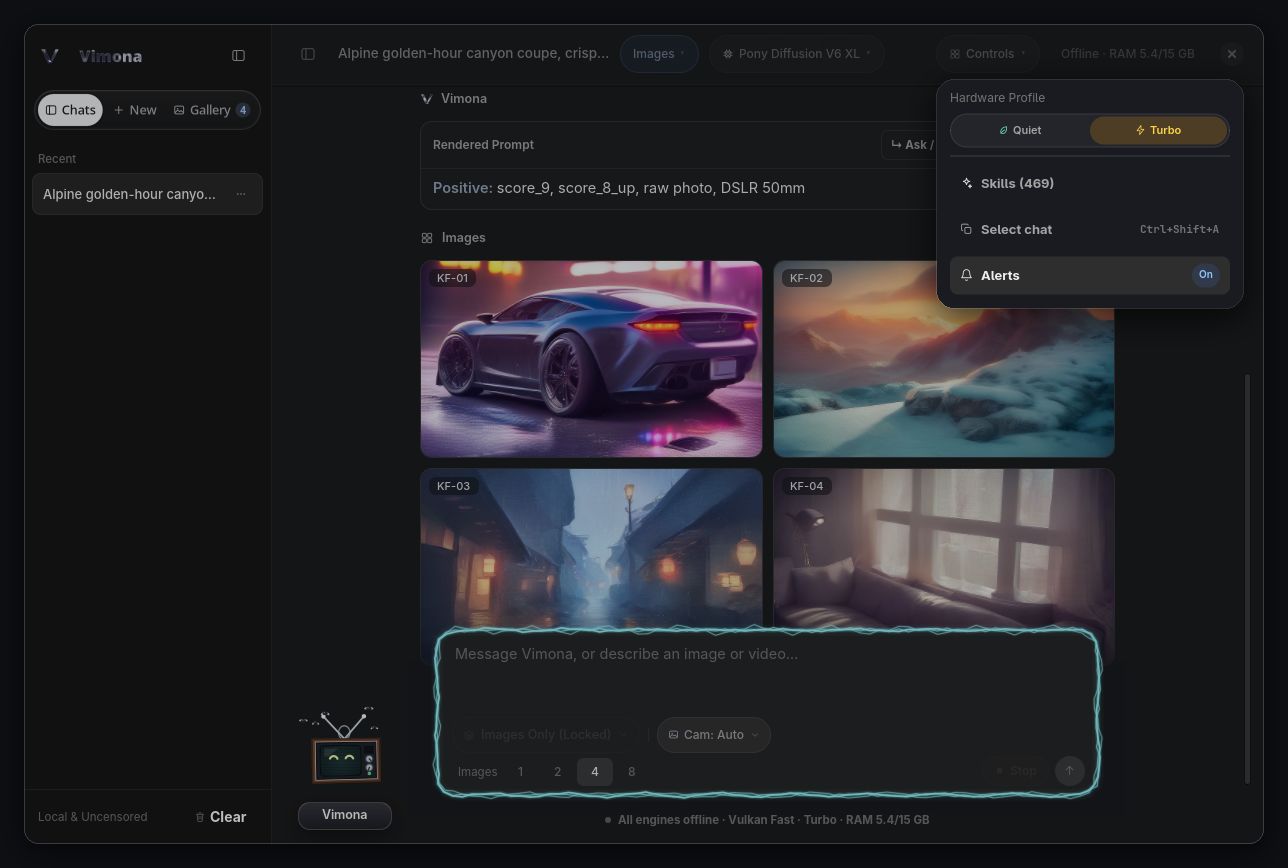 Vimona
Chats
New
Gallery 4
Recent
Alpine golden-hour canyo...
Local & Uncensored
Clear
Alpine golden-hour canyon coupe, crisp...
Images
Pony Diffusion V6 XL
Controls
Offline · RAM 5.4/15 GB
Hardware Profile
Quiet
Turbo
Skills (469)
Select chat
Ctrl+Shift+A
Alerts
On
Vimona
Rendered Prompt
Ask /
Positive: score_9, score_8_up, raw photo, DSLR 50mm
Images
KF-01
KF-02
KF-03
KF-04
Message Vimona, or describe an image or video...
Images Only (Locked)
Cam: Auto
Images 1 2 4 8
Stop
Vimona
All engines offline · Vulkan Fast · Turbo · RAM 5.4/15 GB